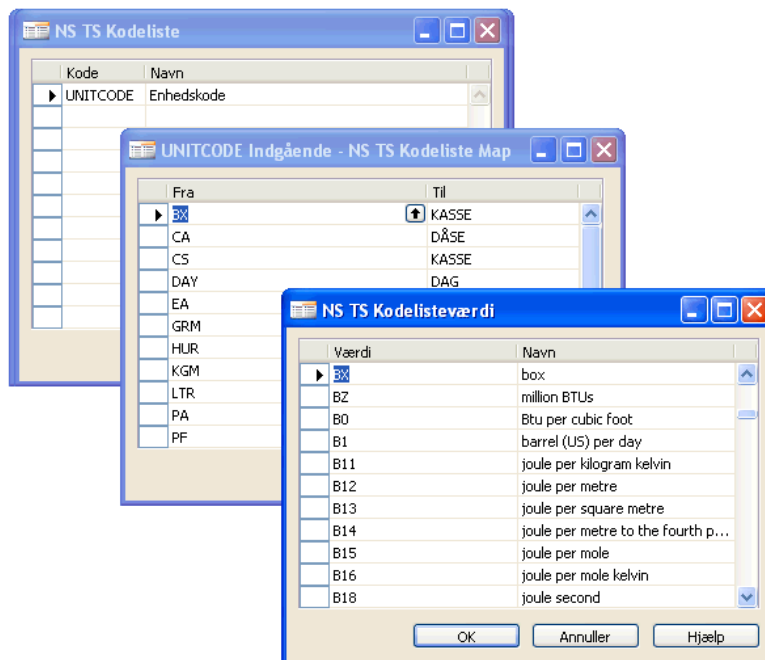 NS TS Kodeliste
Kode Navn
UNITCODE Enhedskode
UNITCODE Indgående - NS TS Kodeliste Map
Fra Til
BX KASSE
CA DÅSE
CS KASSE
DAY DAG
EA
GRM
HUR
KGM
LTR
PA
PF
NS TS Kodelisteværdi
Værdi Navn
BX box
BZ million BTUs
B0 Btu per cubic foot
B1 barrel (US) per day
B11 joule per kilogram kelvin
B12 joule per metre
B13 joule per square metre
B14 joule per metre to the fourth p...
B15 joule per mole
B16 joule per mole kelvin
B18 joule second
OK Annuller Hjælp